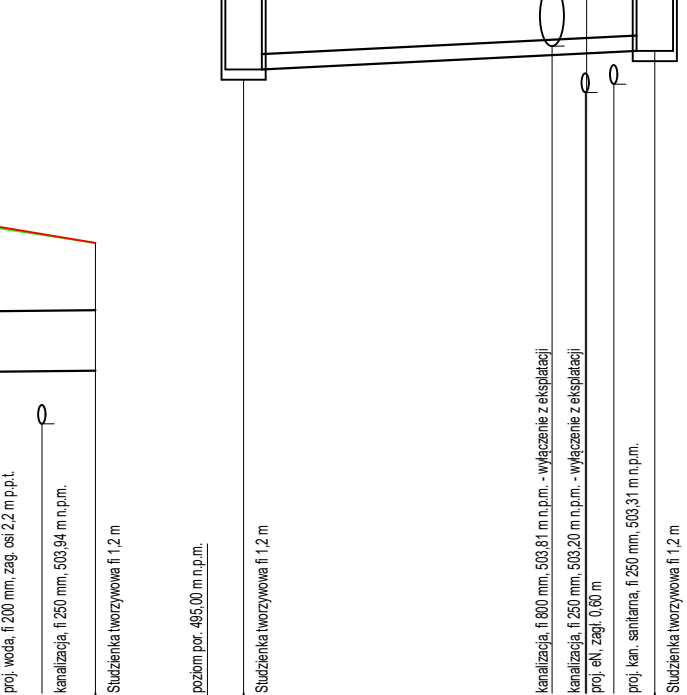 proj. woda, fi 200 mm, zag. osi 2,2 m p.p.t.
kanalizacja, fi 250 mm, 503,94 m n.p.m.
Studzienka tworzywowa fi 1,2 m
poziom por. 495,00 m n.p.m.
Studzienka tworzywowa fi 1,2 m
kanalizacja, fi 800 mm, 503,81 m n.p.m. - wyłączenie z eksplatacji
kanalizacja, fi 250 mm, 503,20 m n.p.m. - wyłączenie z eksplatacji
proj. eN, zagł. 0,60 m
proj. kan. sanitarna, fi 250 mm, 503,31 m n.p.m.
Studzienka tworzywowa fi 1,2 m